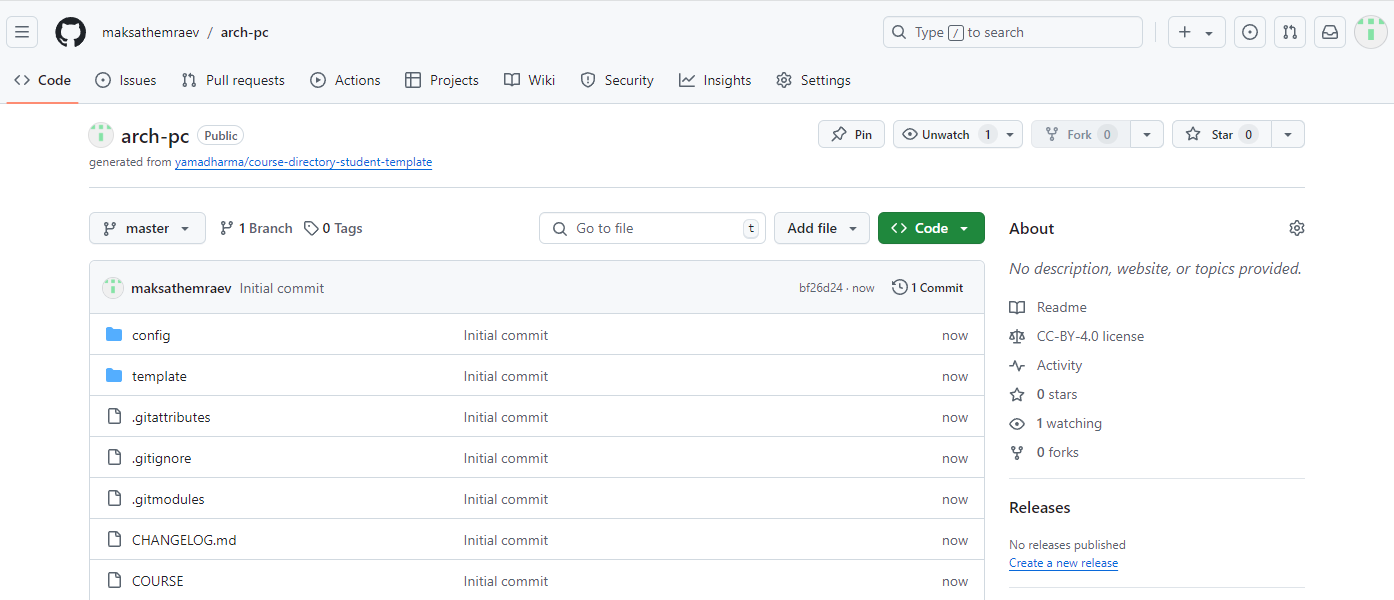 maksathemraev / arch-pc
Type / to search
Code Issues Pull requests Actions Projects Wiki Security Insights Settings
arch-pc Public
Pin Unwatch 1 Fork 0 Star 0
generated from yamadharma/course-directory-student-template
master 1 Branch 0 Tags Go to file t Add file Code
maksathemraev Initial commit bf26d24 · now 1 Commit
config Initial commit now
template Initial commit now
.gitattributes Initial commit now
.gitignore Initial commit now
.gitmodules Initial commit now
CHANGELOG.md Initial commit now
COURSE Initial commit now
About
No description, website, or topics provided.
Readme
CC-BY-4.0 license
Activity
0 stars
1 watching
0 forks
Releases
No releases published
Create a new release